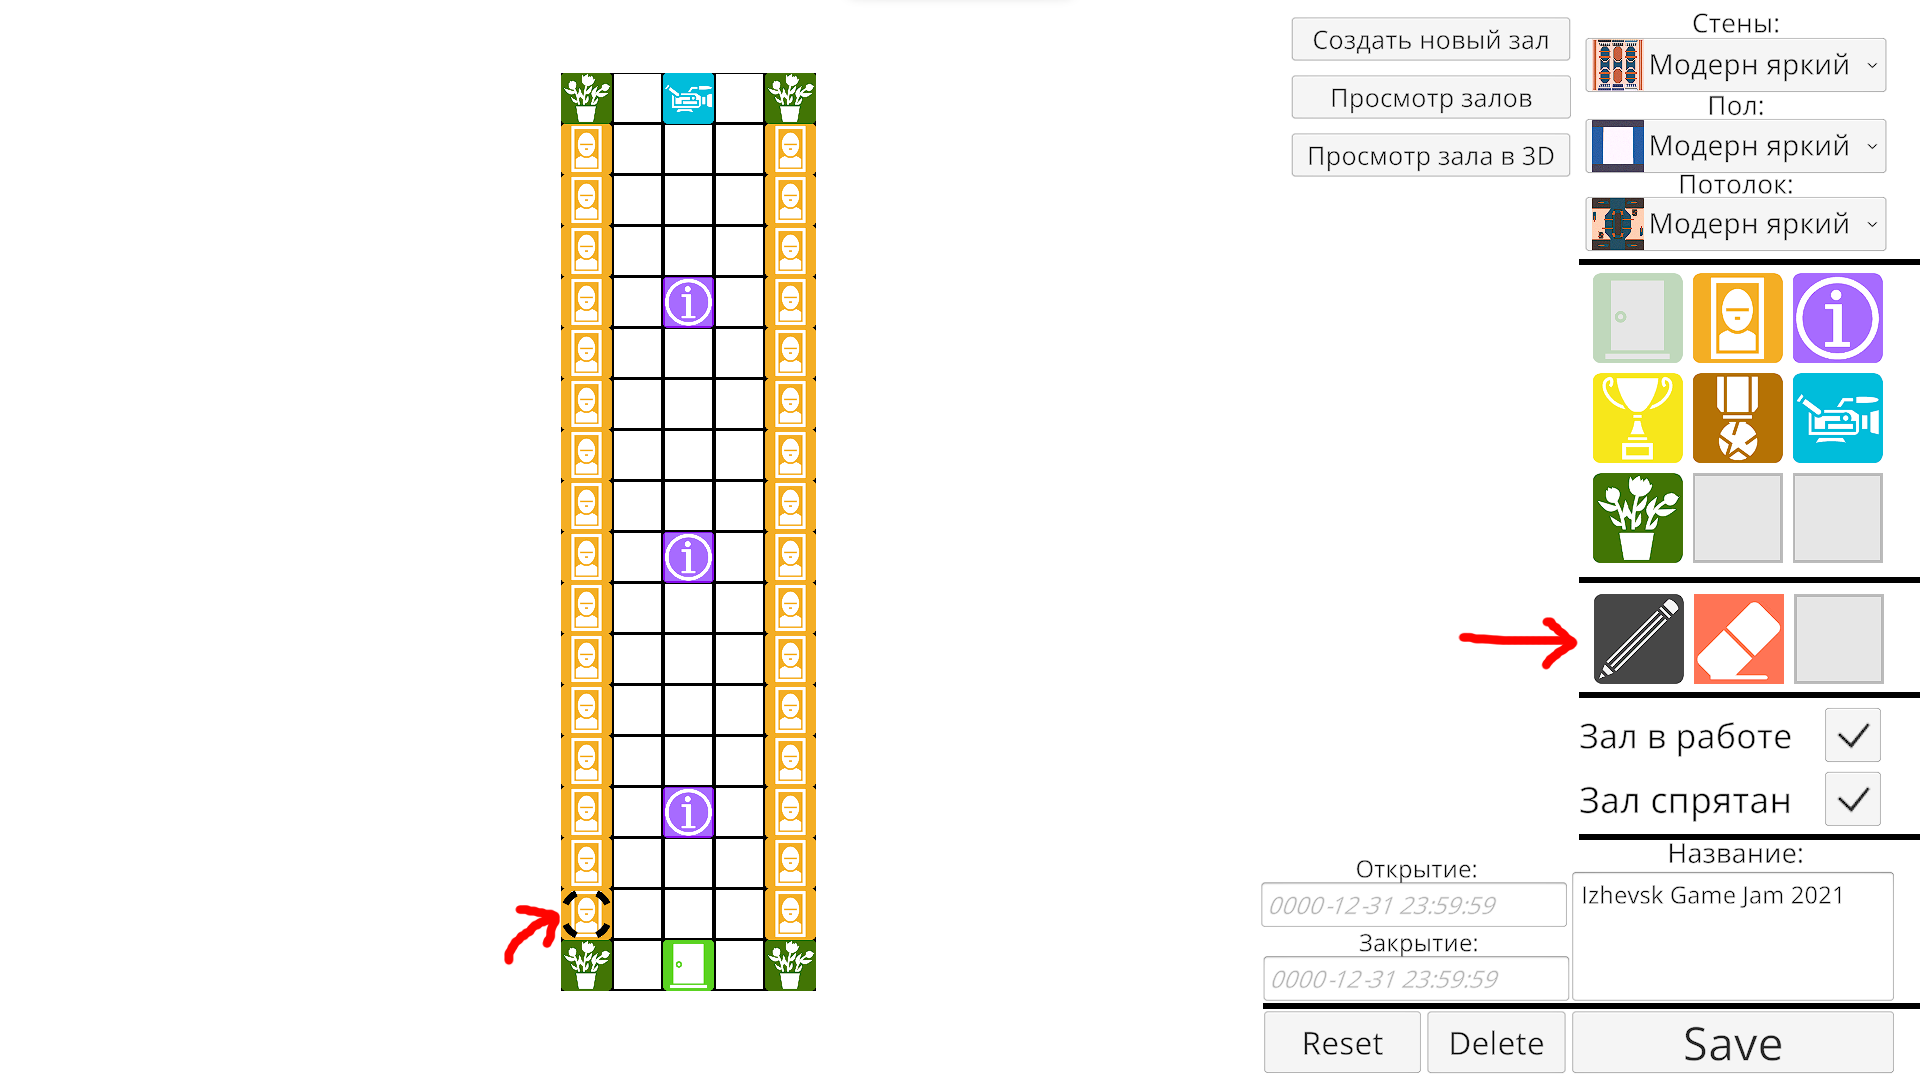 Создать новый зал
Просмотр залов
Просмотр зала в 3D
Стены:
Модерн яркий
Пол:
Модерн яркий
Потолок:
Модерн яркий
Зал в работе
Зал спрятан
Открытие:
0000-12-31 23:59:59
Закрытие:
0000-12-31 23:59:59
Название:
Izhevsk Game Jam 2021
Reset
Delete
Save